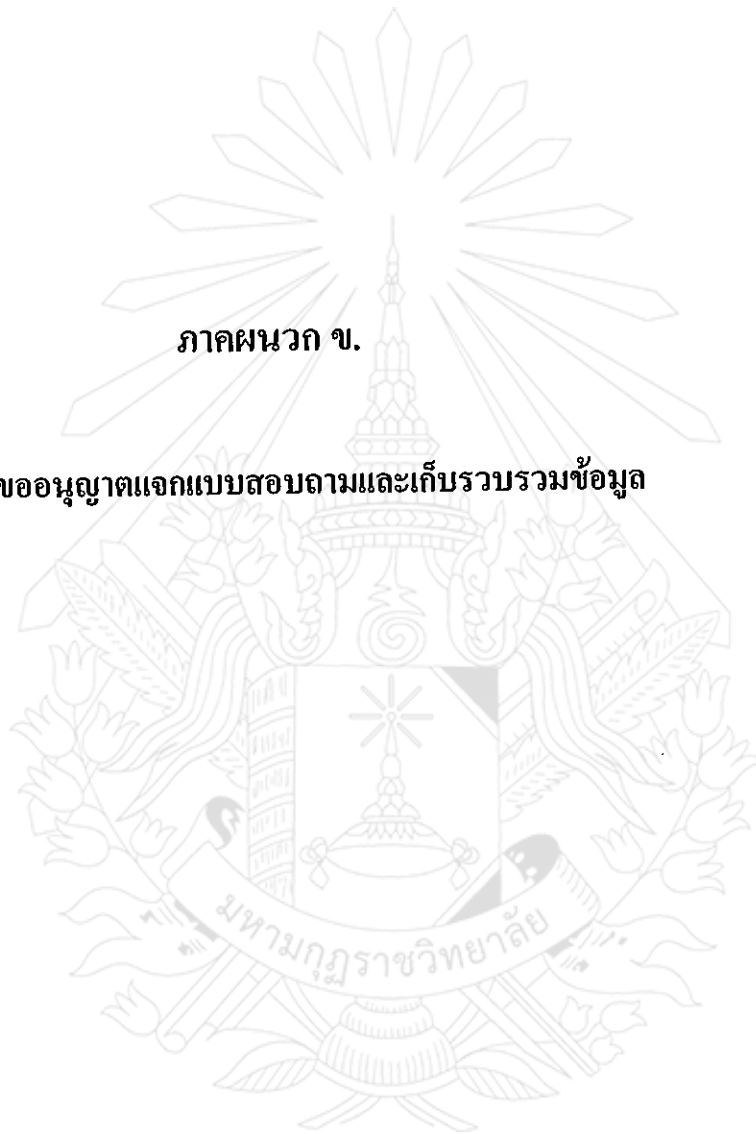 ภาคผนวก ข.
ขออนุญาตแจกแบบสอบถามและเก็บรวบรวมข้อมูล
มหามกุฏราชวิทยาลัย